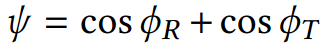 ψ = cos ϕ_R + cos ϕ_T